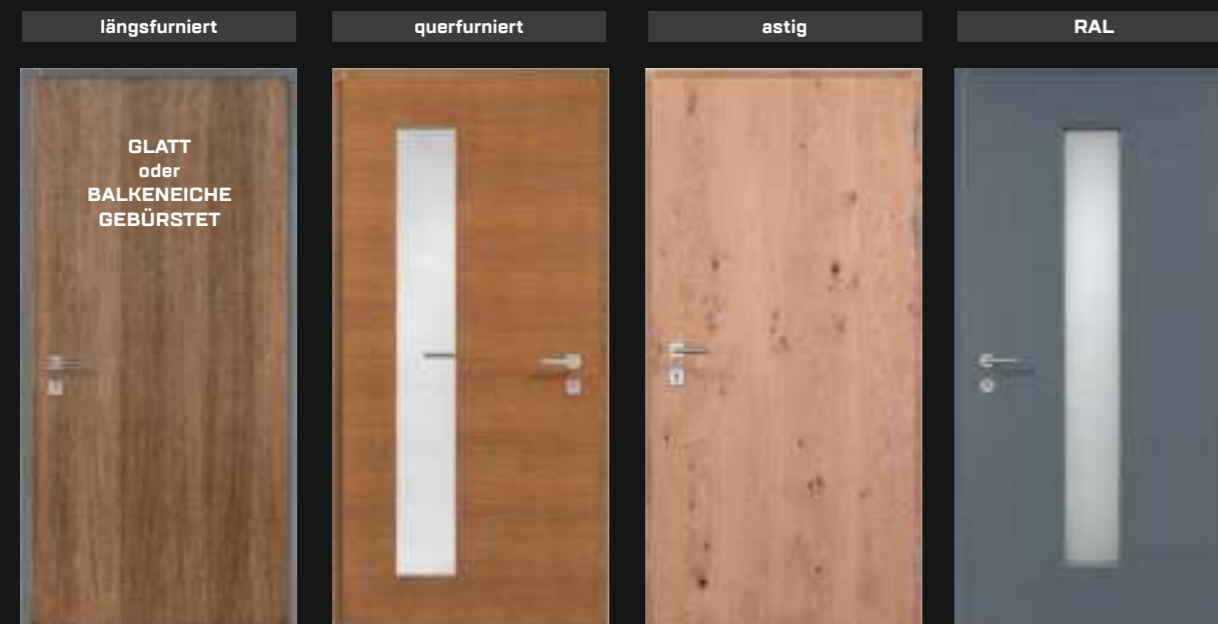 längsfurniert
querfurniert
astig
RAL
GLATT
oder
BALKENEICHE
GEBÜRSTET